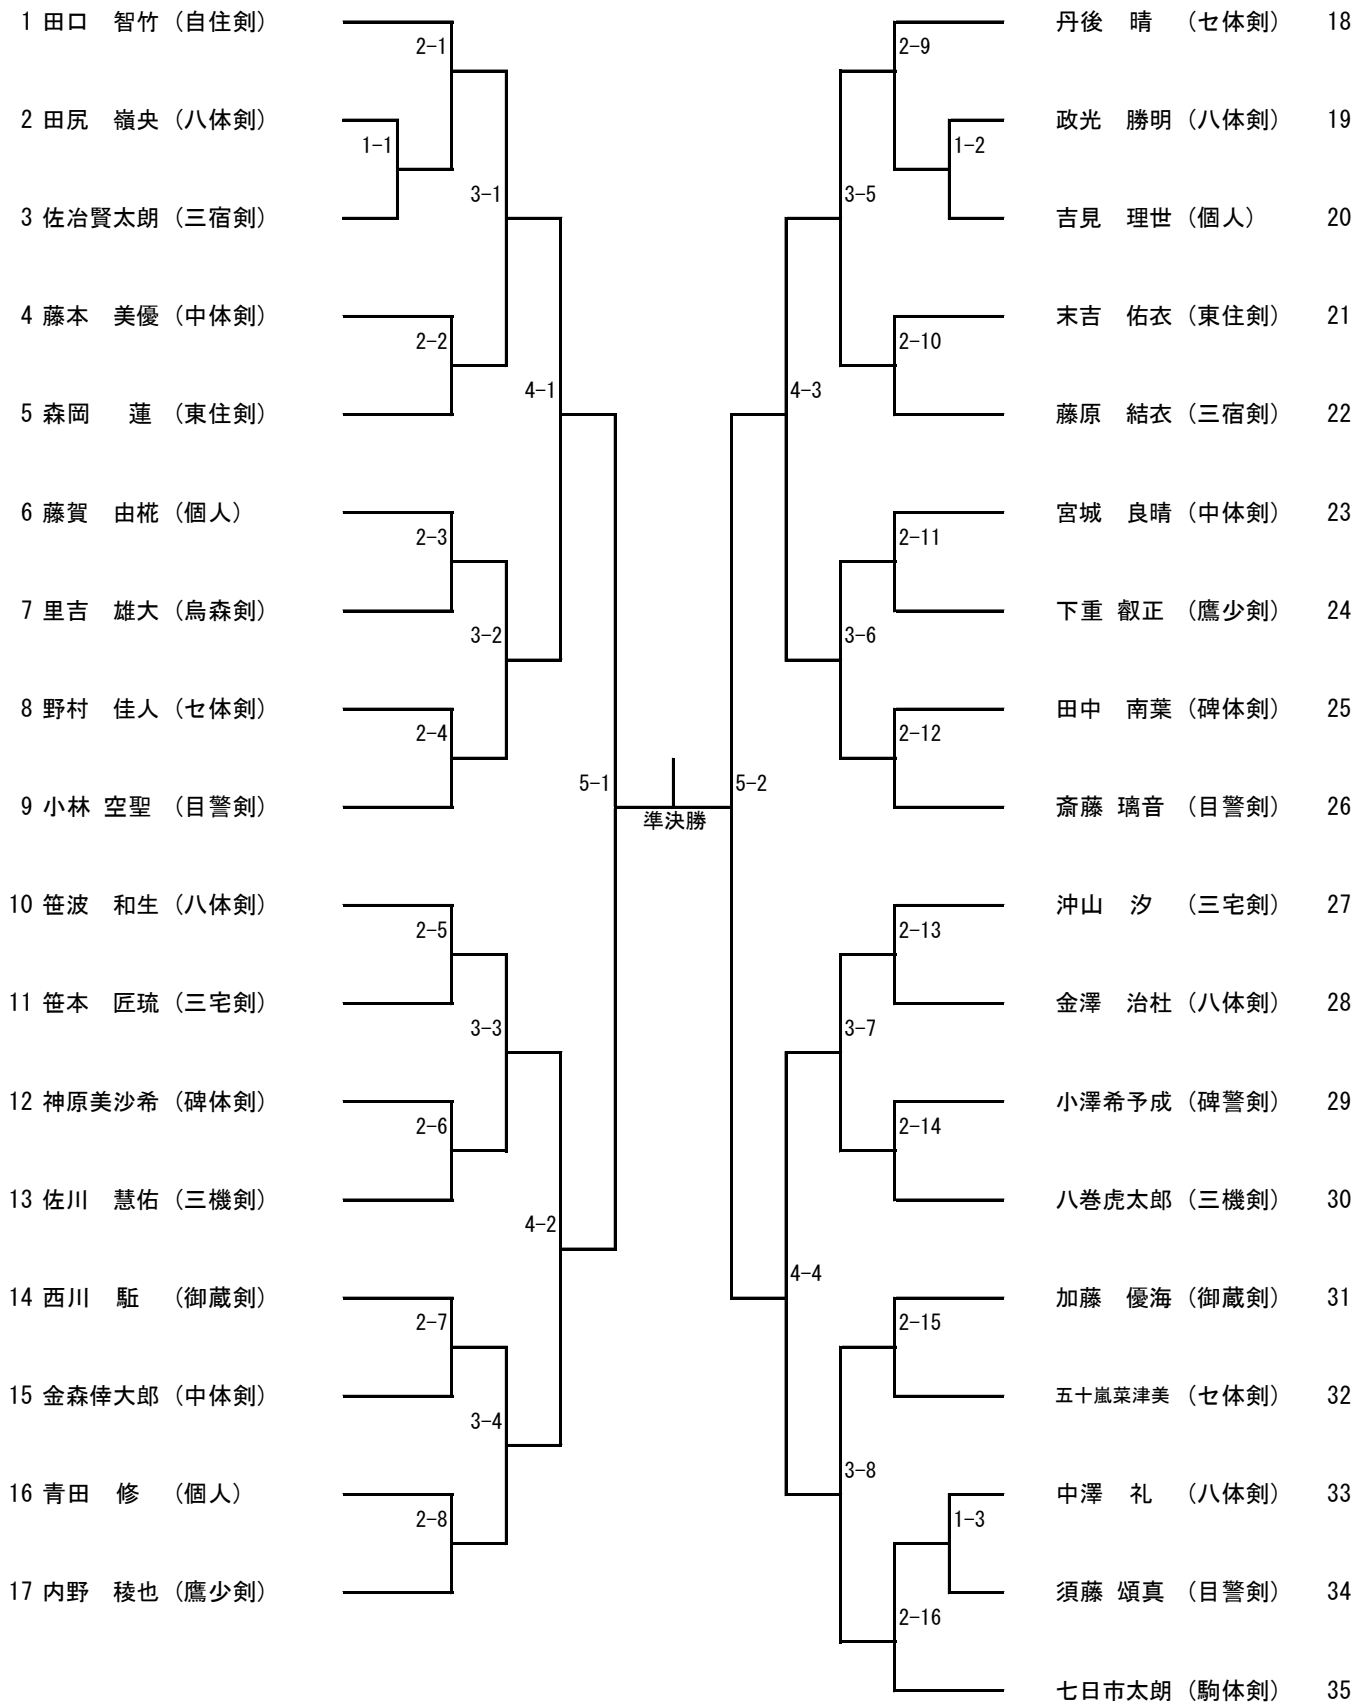 1 田口　智竹（自住剣）
2 田尻　嶺央（八体剣）
3 佐冶賢太朗（三宿剣）
4 藤本　美優（中体剣）
5 森岡　蓮（東住剣）
6 藤賀　由椛（個人）
7 里吉　雄大（烏森剣）
8 野村　佳人（セ体剣）
9 小林 空聖（目警剣）
10 笹波　和生（八体剣）
11 笹本　匠琉（三宅剣）
12 神原美沙希（碑体剣）
13 佐川　慧佑（三機剣）
14 西川　駈（御蔵剣）
15 金森倖大郎（中体剣）
16 青田　修（個人）
17 内野　稜也（鷹少剣）
2-1
1-1
3-1
2-2
4-1
2-3
3-2
2-4
5-1
2-5
3-3
2-6
4-2
2-7
3-4
2-8
準決勝
2-9
1-2
3-5
2-10
4-3
2-11
3-6
2-12
5-2
2-13
3-7
2-14
4-4
2-15
3-8
1-3
2-16
丹後　晴（セ体剣） 18
政光　勝明（八体剣） 19
吉見　理世（個人） 20
末吉　佑衣（東住剣） 21
藤原　結衣（三宿剣） 22
宮城　良晴（中体剣） 23
下重 叡正（鷹少剣） 24
田中　南葉（碑体剣） 25
斎藤 璃音（目警剣） 26
沖山　汐（三宅剣） 27
金澤　治杜（八体剣） 28
小澤希予成（碑警剣） 29
八巻虎太郎（三機剣） 30
加藤　優海（御蔵剣） 31
五十嵐菜津美（セ体剣） 32
中澤　礼（八体剣） 33
須藤 頌真（目警剣） 34
七日市太朗（駒体剣） 35